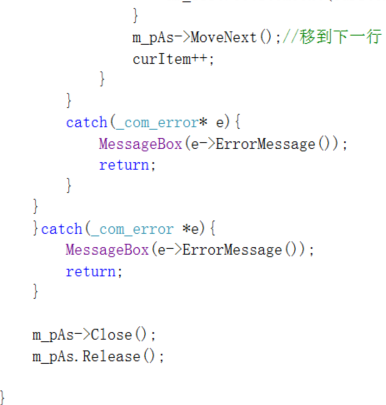 }
m_pAs->MoveNext();//移到下一行
curItem++;
}
}
catch(_com_error* e){
MessageBox(e->ErrorMessage());
return;
}
}
}catch(_com_error *e){
MessageBox(e->ErrorMessage());
return;
}
m_pAs->Close();
m_pAs.Release();
}